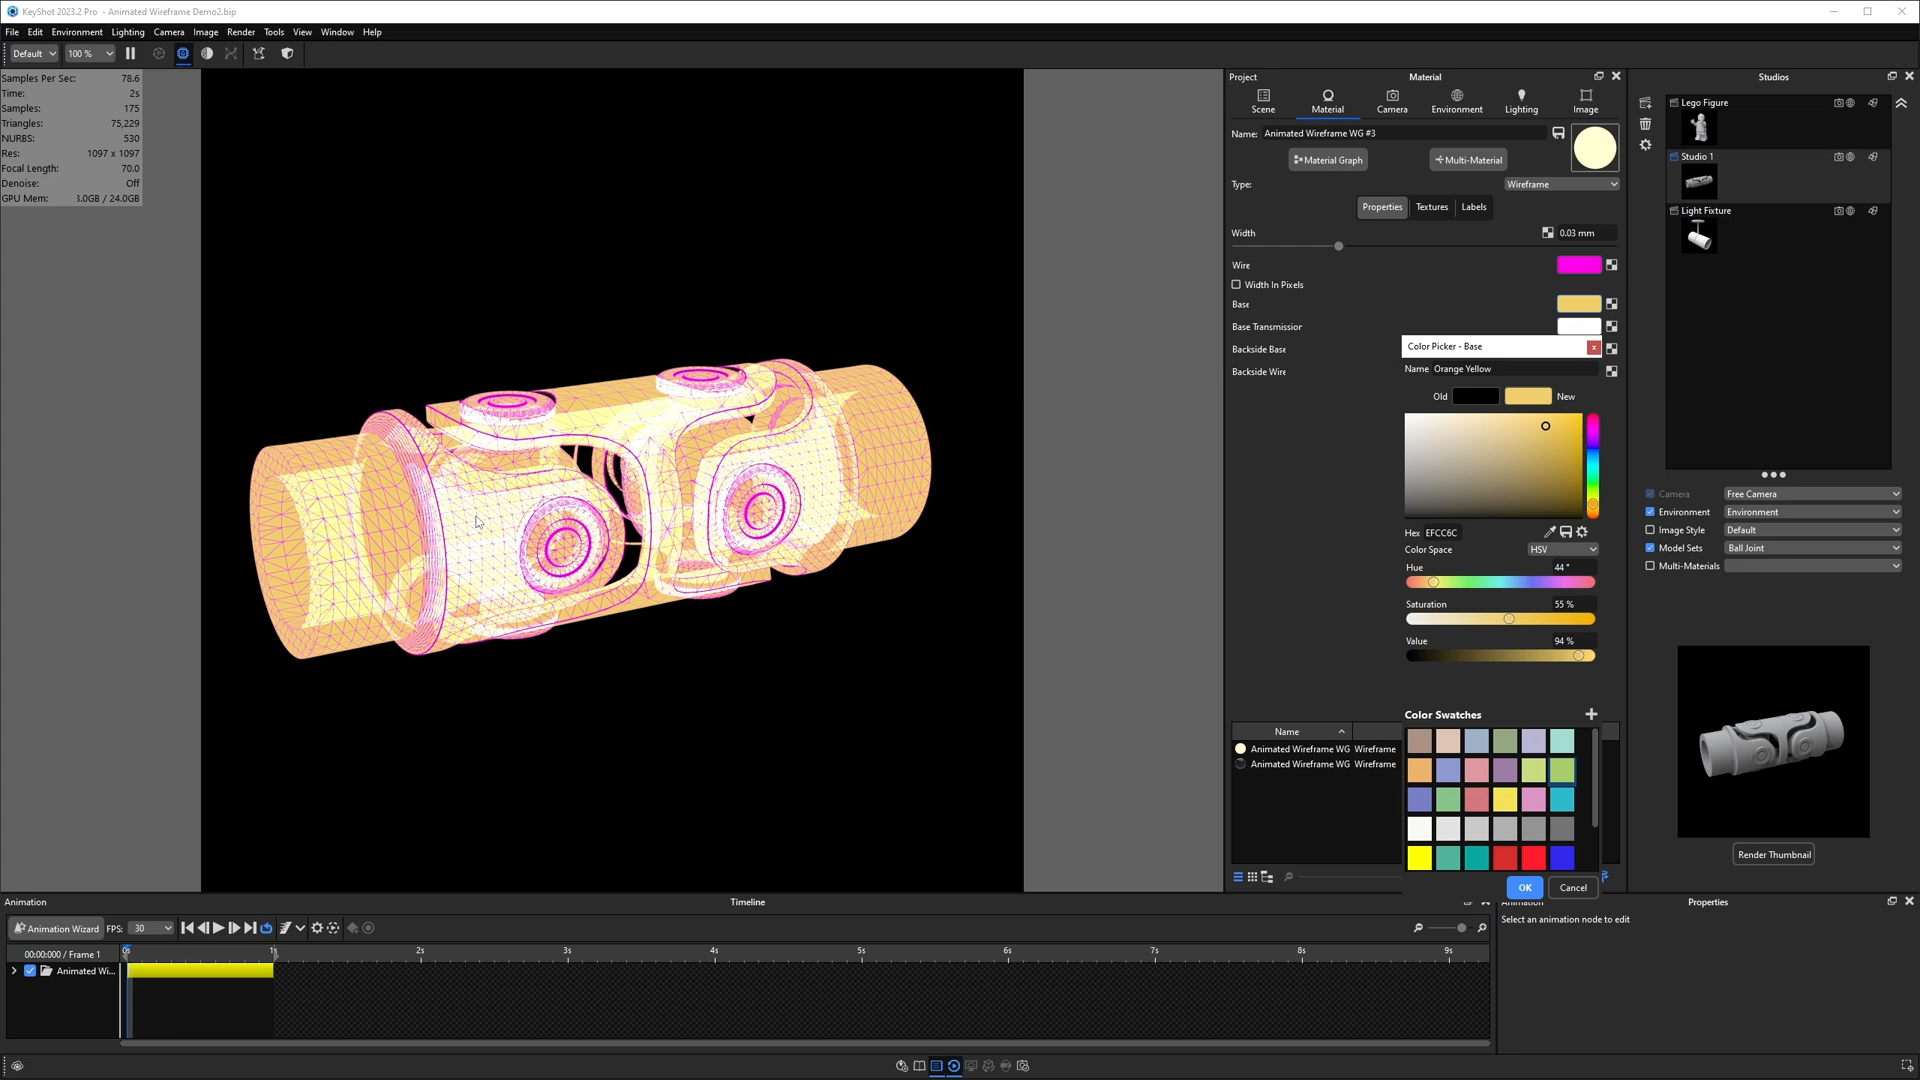 KeyShot 2023.2 Pro - Animated Wireframe Demo2.bip
File Edit Environment Lighting Camera Image Render Tools View Window Help
Default 100 %
Samples Per Sec: 78.6
Time: 2s
Samples: 175
Triangles: 75,229
NURBS: 530
Res: 1097 x 1097
Focal Length: 70.0
Denoise: Off
GPU Mem: 3.0GB / 24.0GB
Project Material
Scene Material Camera Environment Lighting Image
Name: Animated Wireframe WG #3
Material Graph Multi-Material
Type: Wireframe
Properties Textures Labels
Width 0.03 mm
Wire
Width In Pixels
Base
Base Transmission
Backside Base
Backside Wire
Color Picker - Base x
Name Orange Yellow
Old New
Hex EFCC6C
Color Space HSV
Hue 44 °
Saturation 55 %
Value 94 %
Color Swatches
Name
Animated Wireframe WG Wireframe
Animated Wireframe WG Wireframe
OK Cancel
Studios
Lego Figure
Studio 1
Light Fixture
Camera Free Camera
Environment Environment
Image Style Default
Model Sets Ball Joint
Multi-Materials
Render Thumbnail
Animation Timeline
Animation Wizard FPS: 30
00:00:000 / Frame 1 0s 1s 2s 3s 4s 5s 6s 7s 8s 9s
Animated Wi...
Animation Properties
Select an animation node to edit